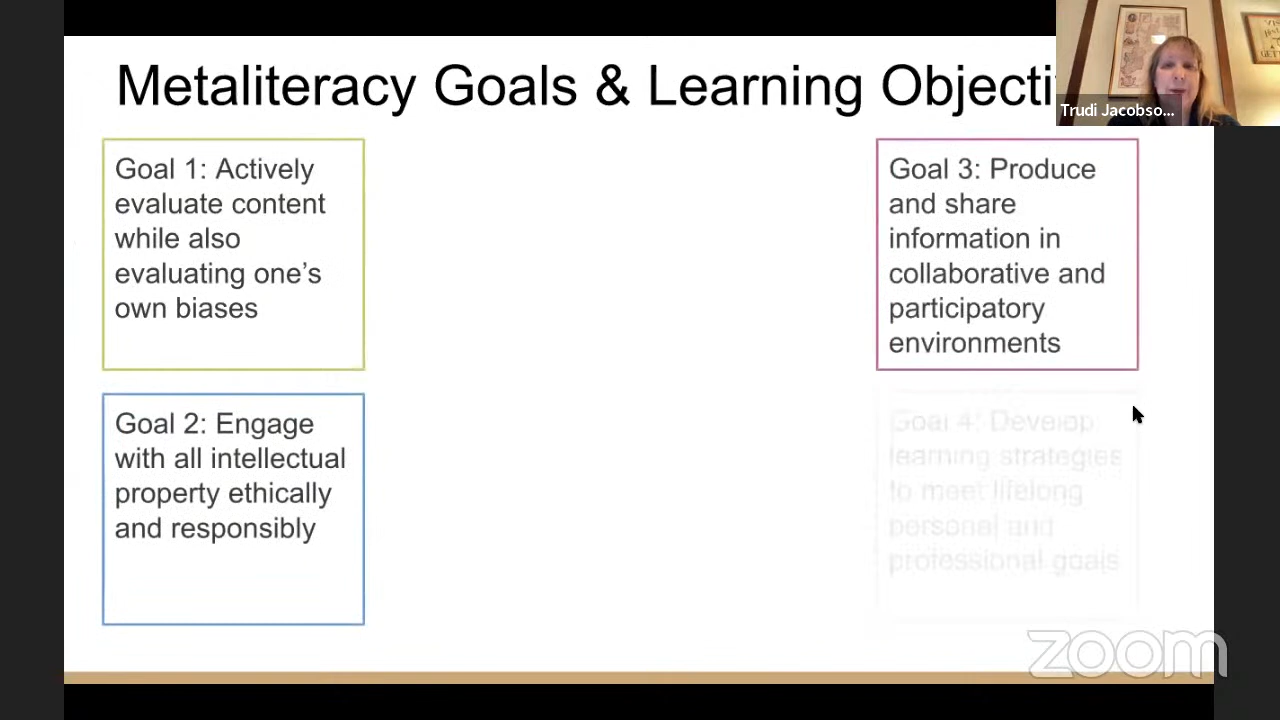 Metaliteracy Goals & Learning Objecti
Trudi Jacobso...
Goal 1: Actively
evaluate content
while also
evaluating one’s
own biases
Goal 2: Engage
with all intellectual
property ethically
and responsibly
Goal 3: Produce
and share
information in
collaborative and
participatory
environments
Goal 4: Develop
learning strategies
to meet lifelong
personal and
professional goals
zoom